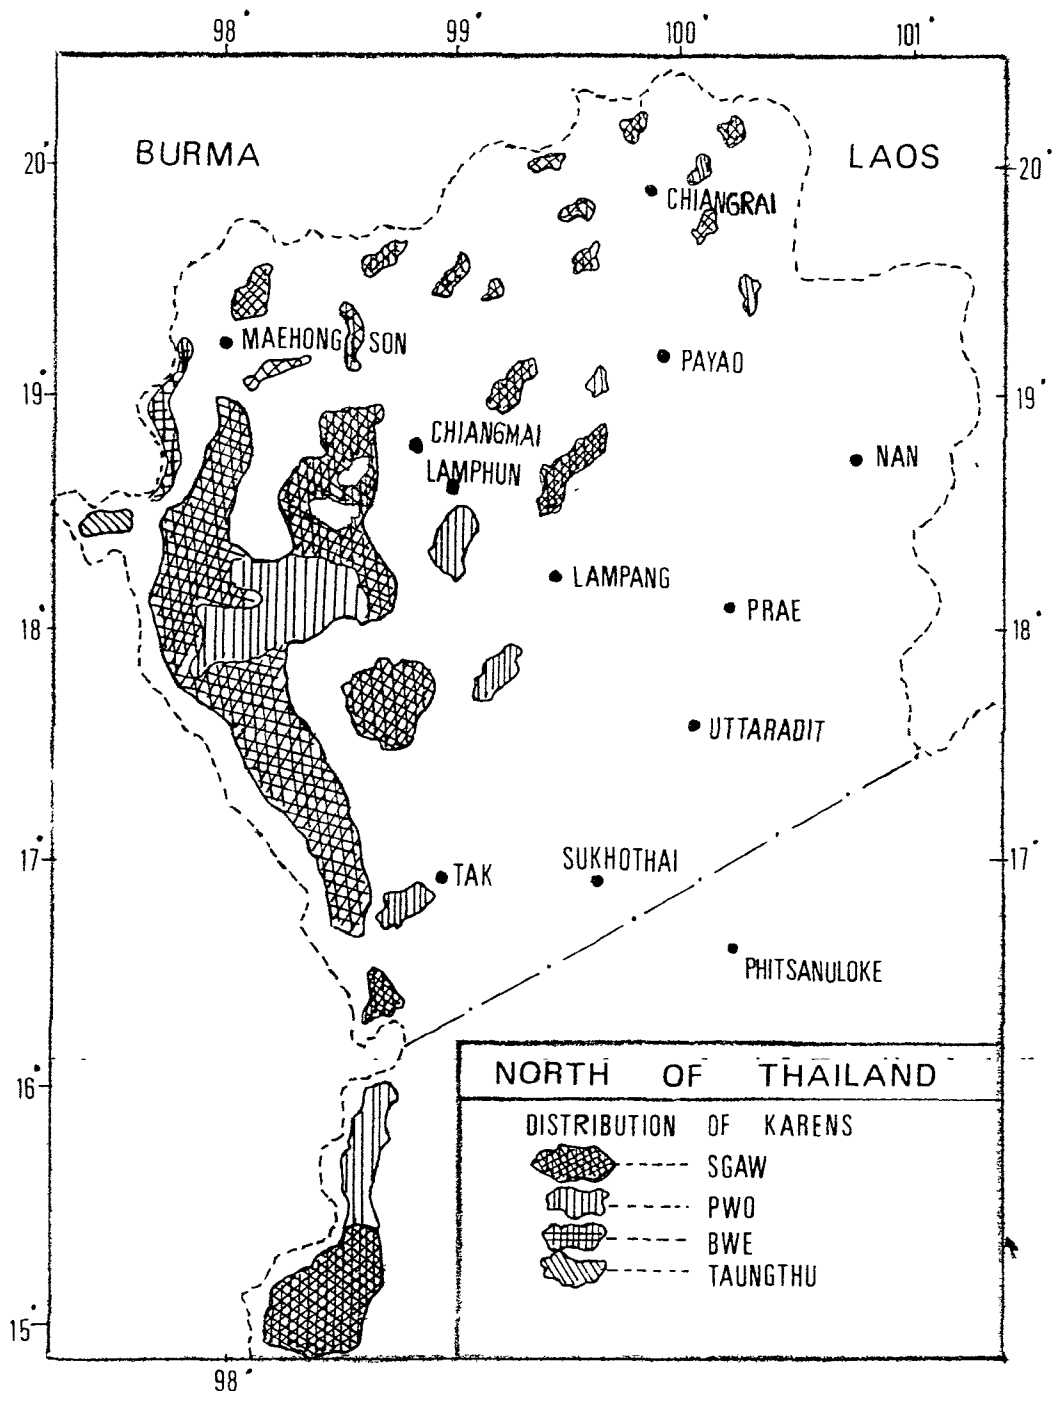 98° 99° 100° 101°
BURMA
LAOS
20° 20°
CHIANGRAI
MAEHONG SON
PAYAO
19° 19°
CHIANGMAI
NAN
LAMPHUN
LAMPANG
PRAE
18° 18°
UTTARADIT
17° 17°
SUKHOTHAI
TAK
PHITSANULOKE
16°
NORTH OF THAILAND
DISTRIBUTION OF KARENS
SGAW
PWO
BWE
TAUNGTHU
15°
98°